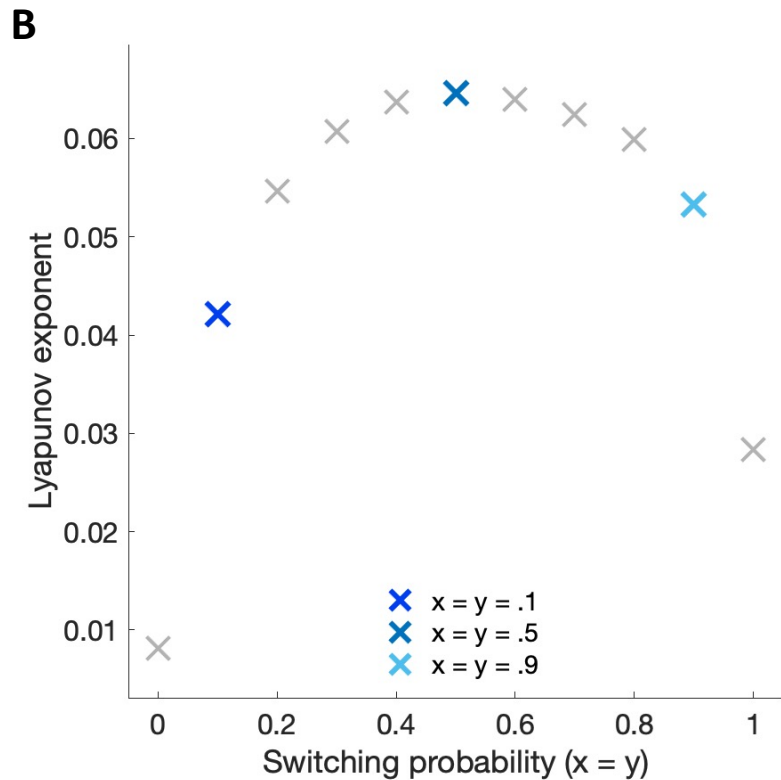 B
Lyapunov exponent
0.06
0.05
0.04
0.03
0.02
0.01
x = y = .1
x = y = .5
x = y = .9
0 0.2 0.4 0.6 0.8 1
Switching probability (x = y)